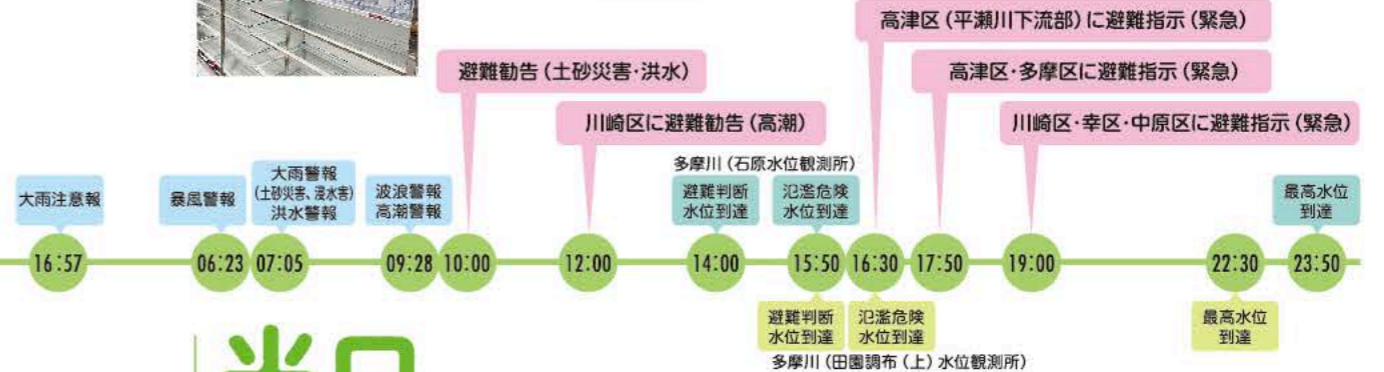 高津区(平瀬川下流部)に避難指示(緊急)
避難勧告(土砂災害・洪水)
高津区・多摩区に避難指示(緊急)
川崎区に避難勧告(高潮)
川崎区・幸区・中原区に避難指示(緊急)
多摩川(石原水位観測所)
大雨注意報
暴風警報
大雨警報
(土砂災害、浸水害)
洪水警報
波浪警報
高潮警報
避難判断
水位到達
氾濫危険
水位到達
最高水位
到達
16:57
06:23
07:05
09:28
10:00
12:00
14:00
15:50
16:30
17:50
19:00
22:30
23:50
避難判断
水位到達
氾濫危険
水位到達
最高水位
到達
多摩川(田園調布(上)水位観測所)